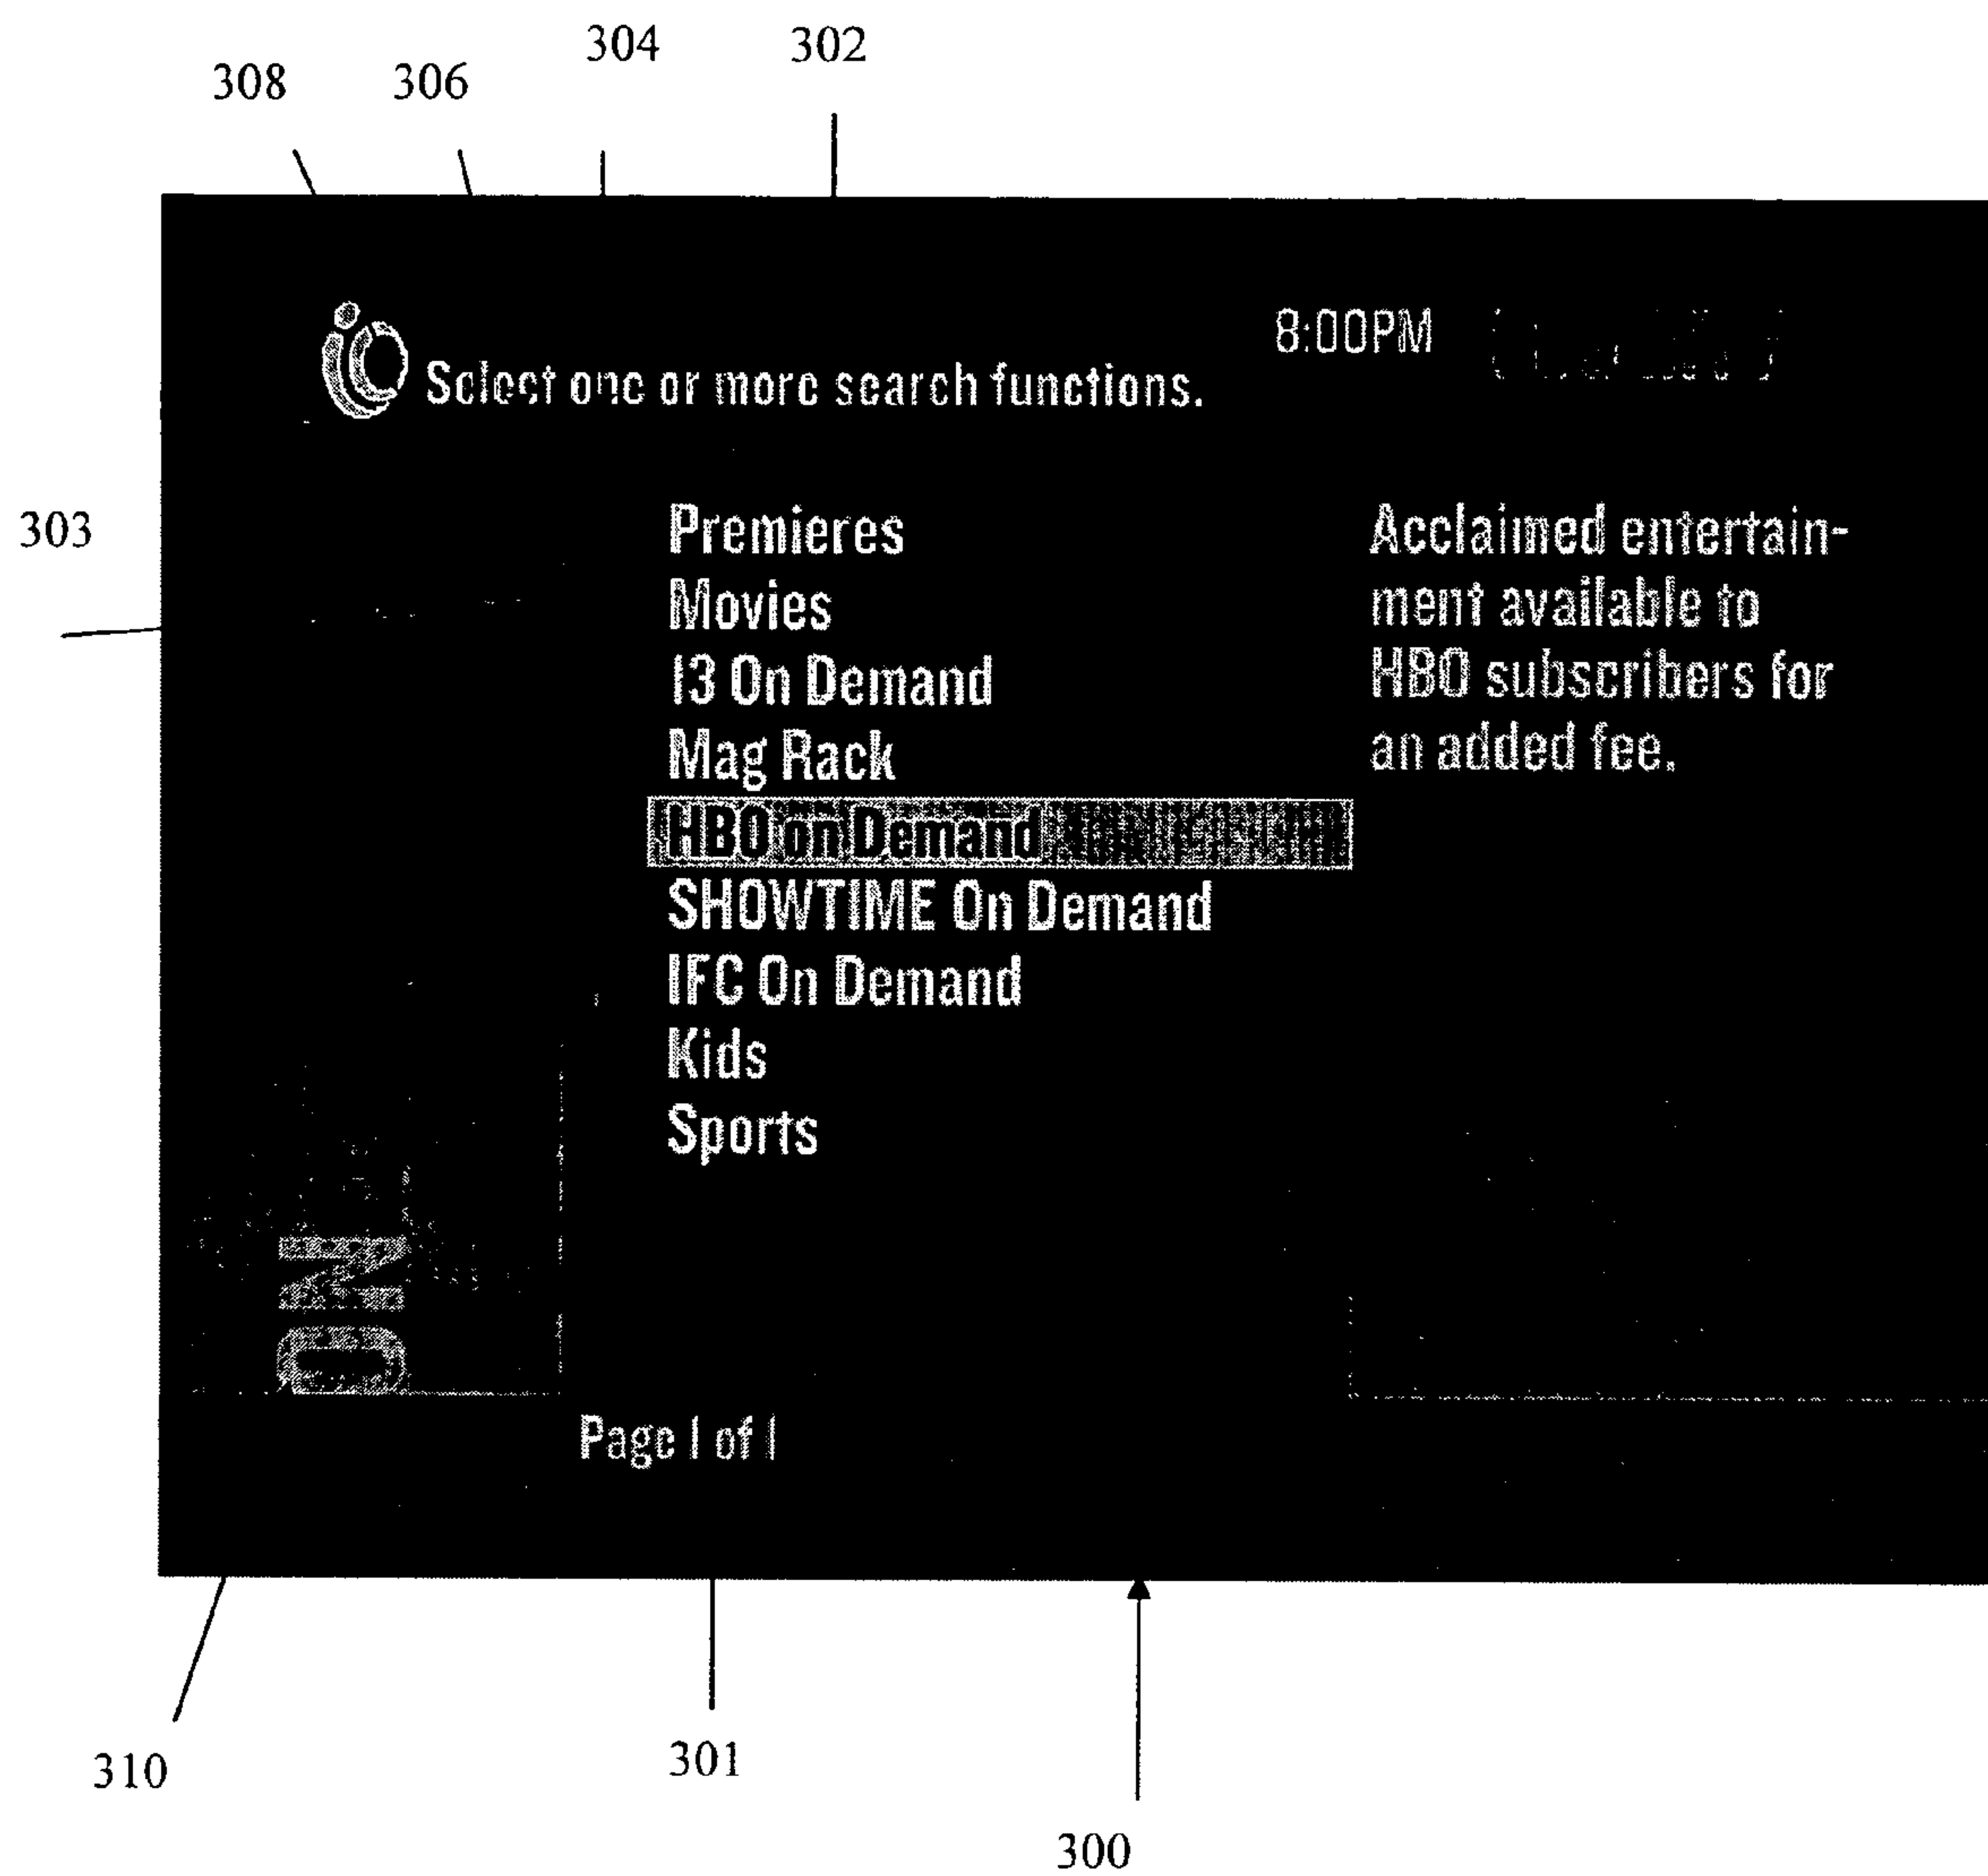 304 302
308 306
8:00PM
iO Select one or more search functions.
303
Premieres
Movies
13 On Demand
Mag Rack
HBO on Demand
SHOWTIME On Demand
IFC On Demand
Kids
Sports
Acclaimed entertain-
ment available to
HBO subscribers for
an added fee.
ON
Page 1 of 1
310
301
300